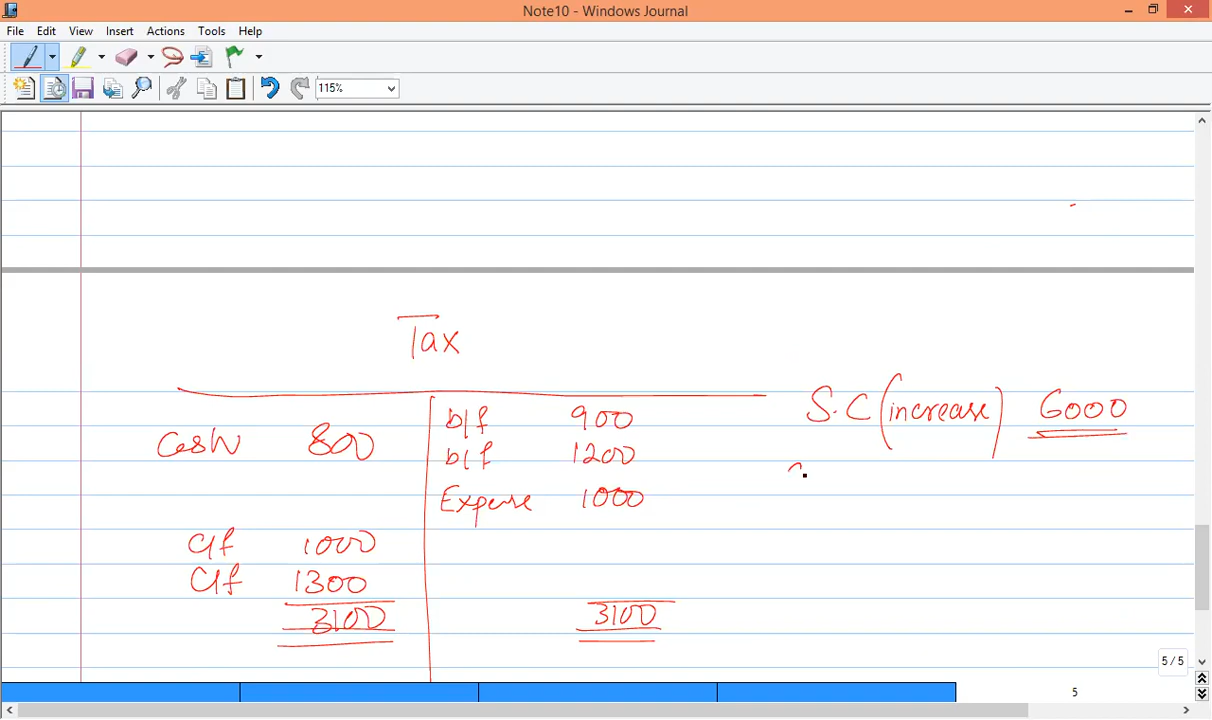 Note10 - Windows Journal
File Edit View Insert Actions Tools Help
115%
Tax
Cash 800
b/f 900
b/f 1200
Expense 1000
C/f 1000
C/f 1300
3100
3100
S.C (increase) 6000
5 / 5
5